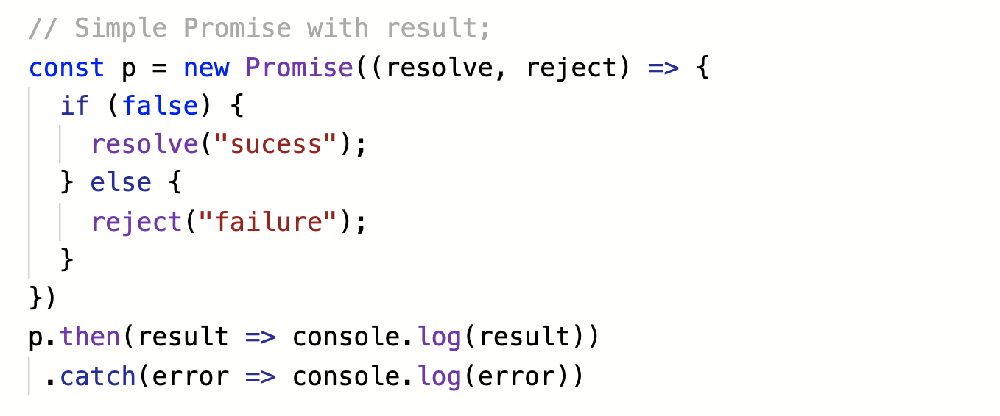 // Simple Promise with result;
const p = new Promise((resolve, reject) => {
  if (false) {
    resolve("sucess");
  } else {
    reject("failure");
  }
})
p.then(result => console.log(result))
 .catch(error => console.log(error))